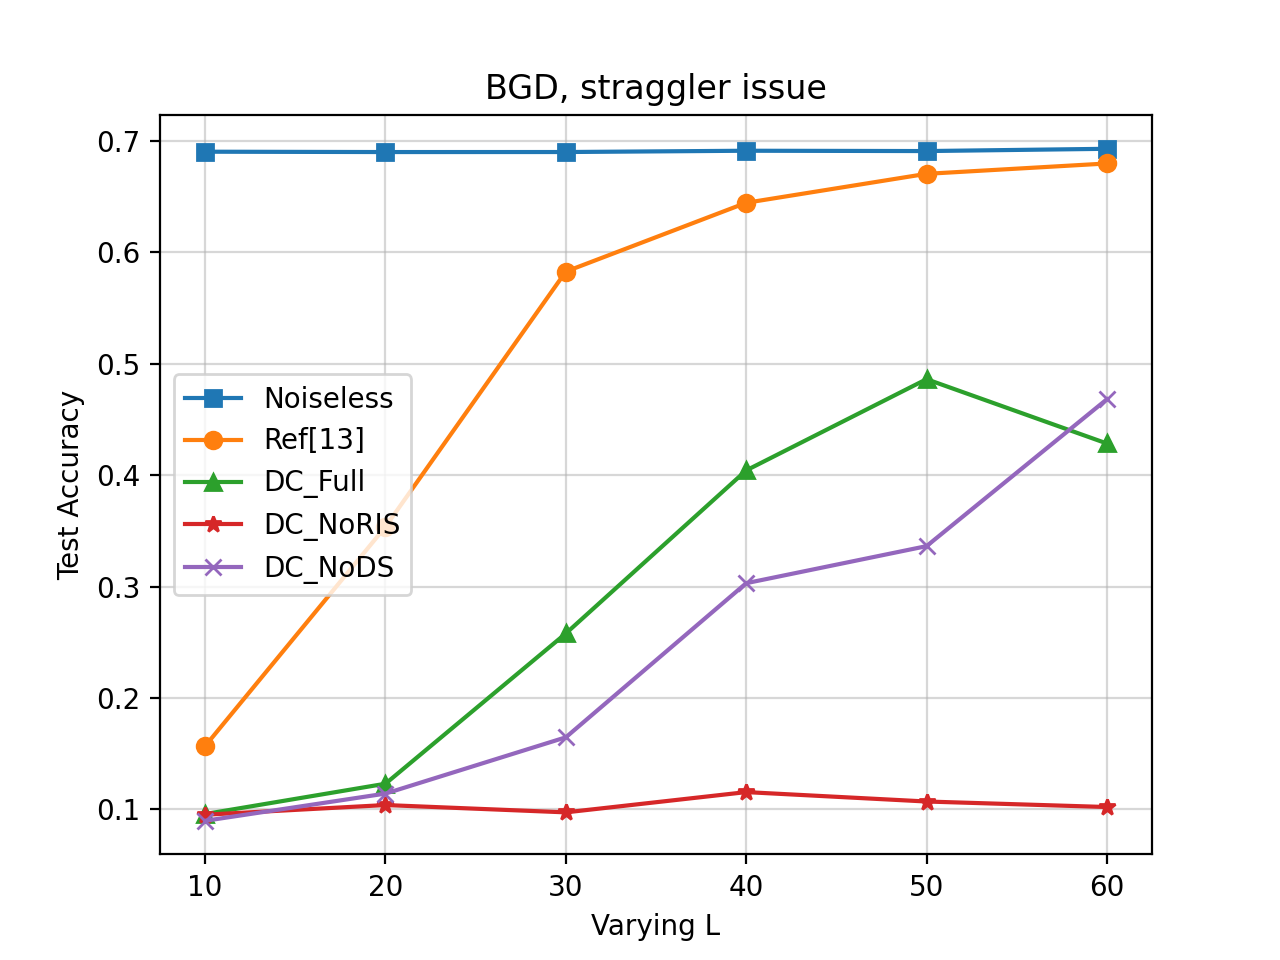 BGD, straggler issue
0.7
0.6
0.5
0.4
0.3
0.2
0.1
Test Accuracy
Noiseless
Ref[13]
DC_Full
DC_NoRIS
DC_NoDS
10 20 30 40 50 60
Varying L